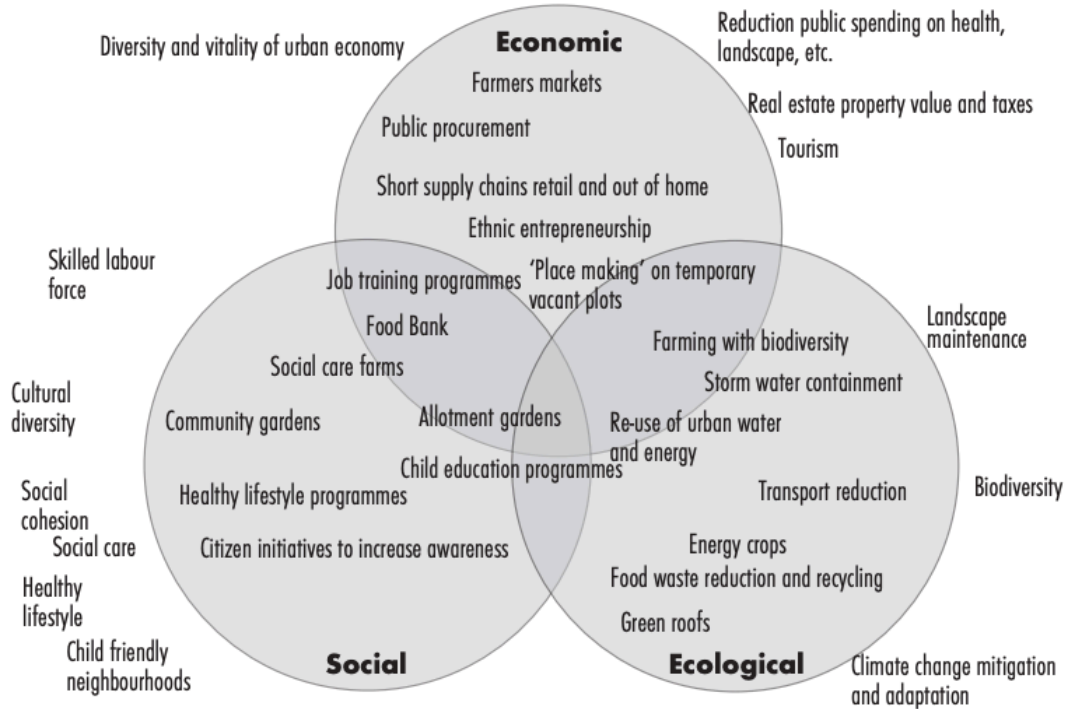 Diversity and vitality of urban economy
Economic
Reduction public spending on health,
landscape, etc.
Farmers markets
Real estate property value and taxes
Public procurement
Tourism
Short supply chains retail and out of home
Ethnic entrepreneurship
Skilled labour
force
Job training programmes
'Place making' on temporary
vacant plots
Food Bank
Landscape
maintenance
Farming with biodiversity
Social care farms
Storm water containment
Cultural
diversity
Community gardens
Allotment gardens
Re-use of urban water
and energy
Child education programmes
Social
cohesion
Healthy lifestyle programmes
Transport reduction
Biodiversity
Social care
Citizen initiatives to increase awareness
Energy crops
Healthy
lifestyle
Food waste reduction and recycling
Green roofs
Child friendly
neighbourhoods
Social
Ecological
Climate change mitigation
and adaptation